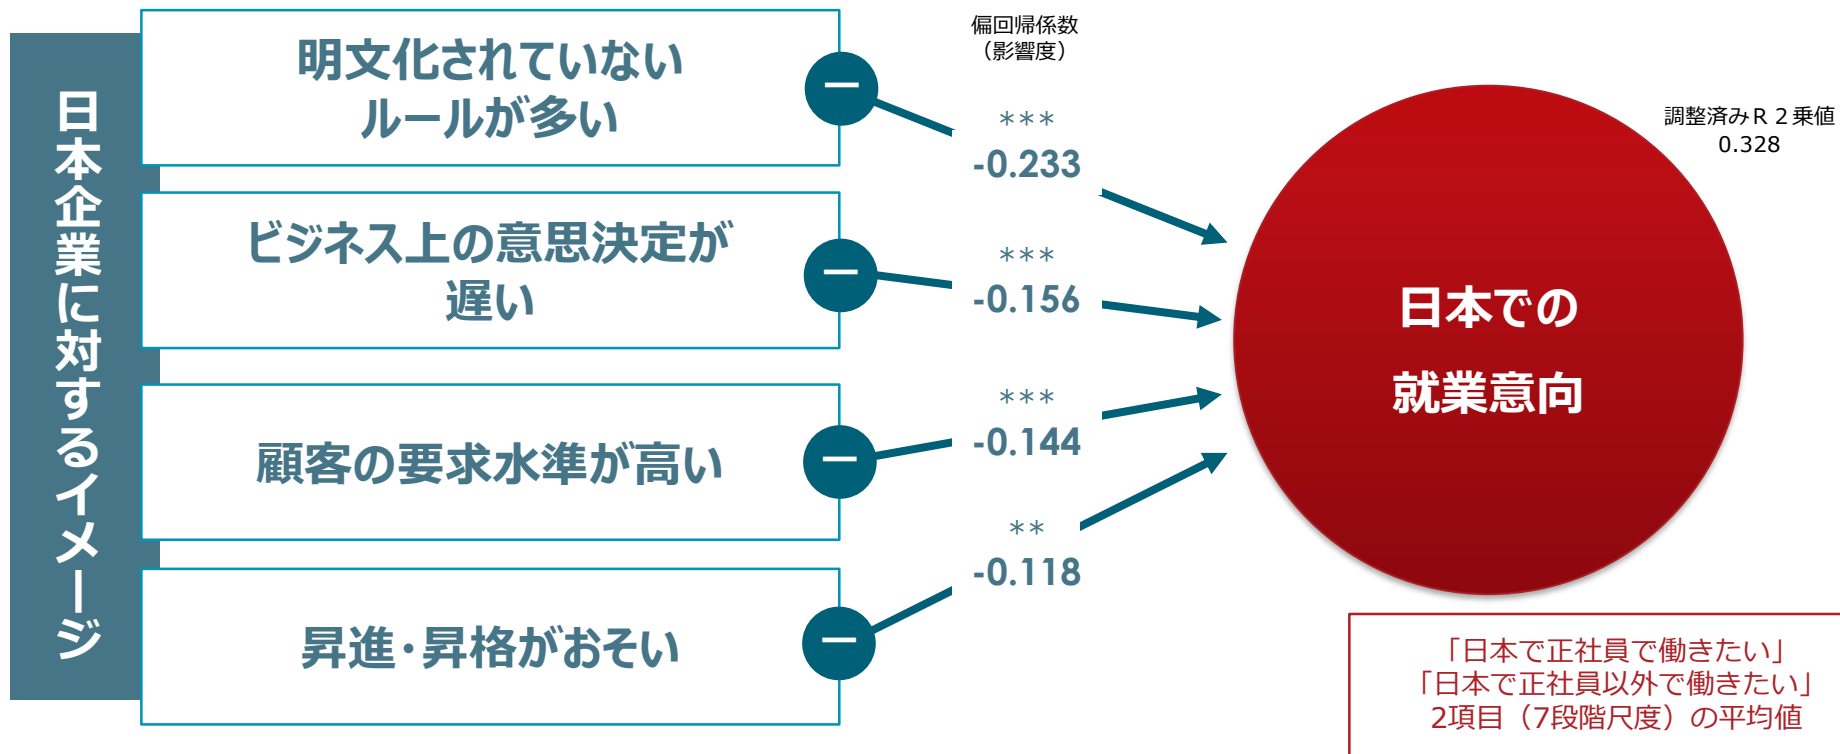 日本企業に対するイメージ
明文化されていない
ルールが多い
ビジネス上の意思決定が
遅い
顧客の要求水準が高い
昇進・昇格がおそい
偏回帰係数
（影響度）
***
-0.233
***
-0.156
***
-0.144
**
-0.118
日本での
就業意向
調整済みR２乗値
0.328
「日本で正社員で働きたい」
「日本で正社員以外で働きたい」
2項目（7段階尺度）の平均値